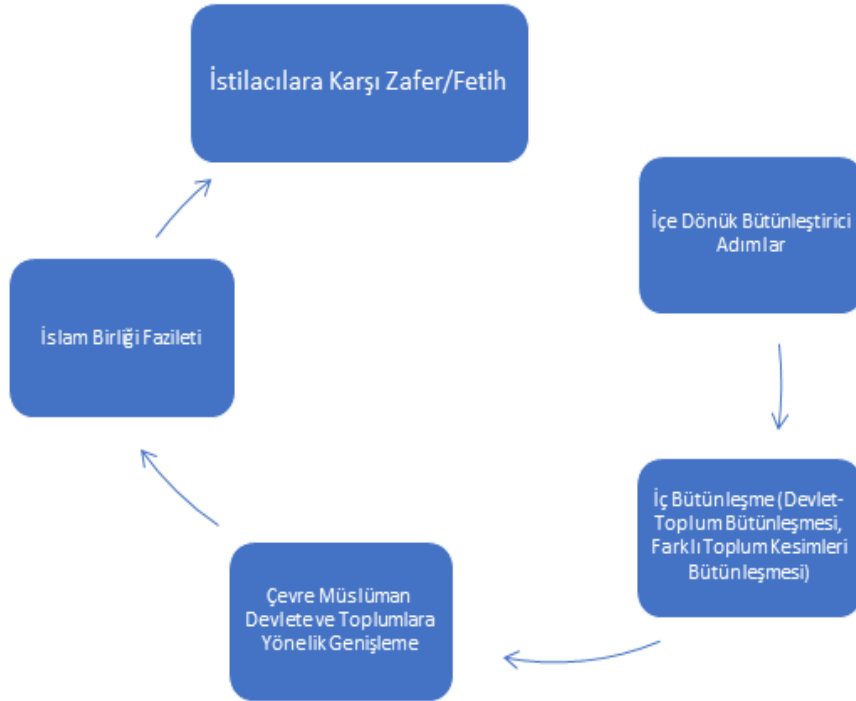 İstilacılara Karşı Zafer/Fetih
İçe Dönük Bütünleştirici
Adımlar
İç Bütünleşme (Devlet-
Toplum Bütünleşmesi,
Farklı Toplum Kesimleri
Bütünleşmesi)
Çevre Müslüman
Devlete ve Toplumlara
Yönelik Genişleme
İslam Birliği Fazileti